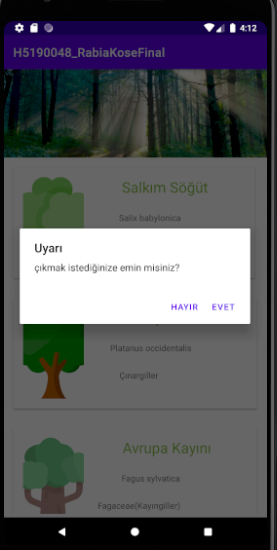 4:12
H5190048_RabiaKoseFinal
Salkım Söğüt
Salix babylonica
Uyarı
çıkmak istediğinize emin misiniz?
HAYIR EVET
Platanus occidentalis
Çınargiller
Avrupa Kayını
Fagus sylvatica
Fagaceae(Kayıngiller)